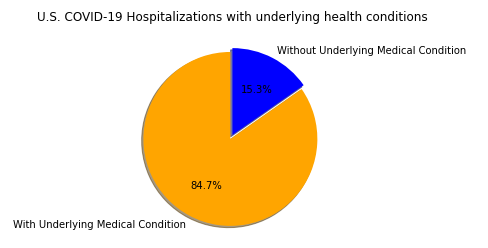 U.S. COVID-19 Hospitalizations with underlying health conditions
Without Underlying Medical Condition
15.3%
84.7%
With Underlying Medical Condition